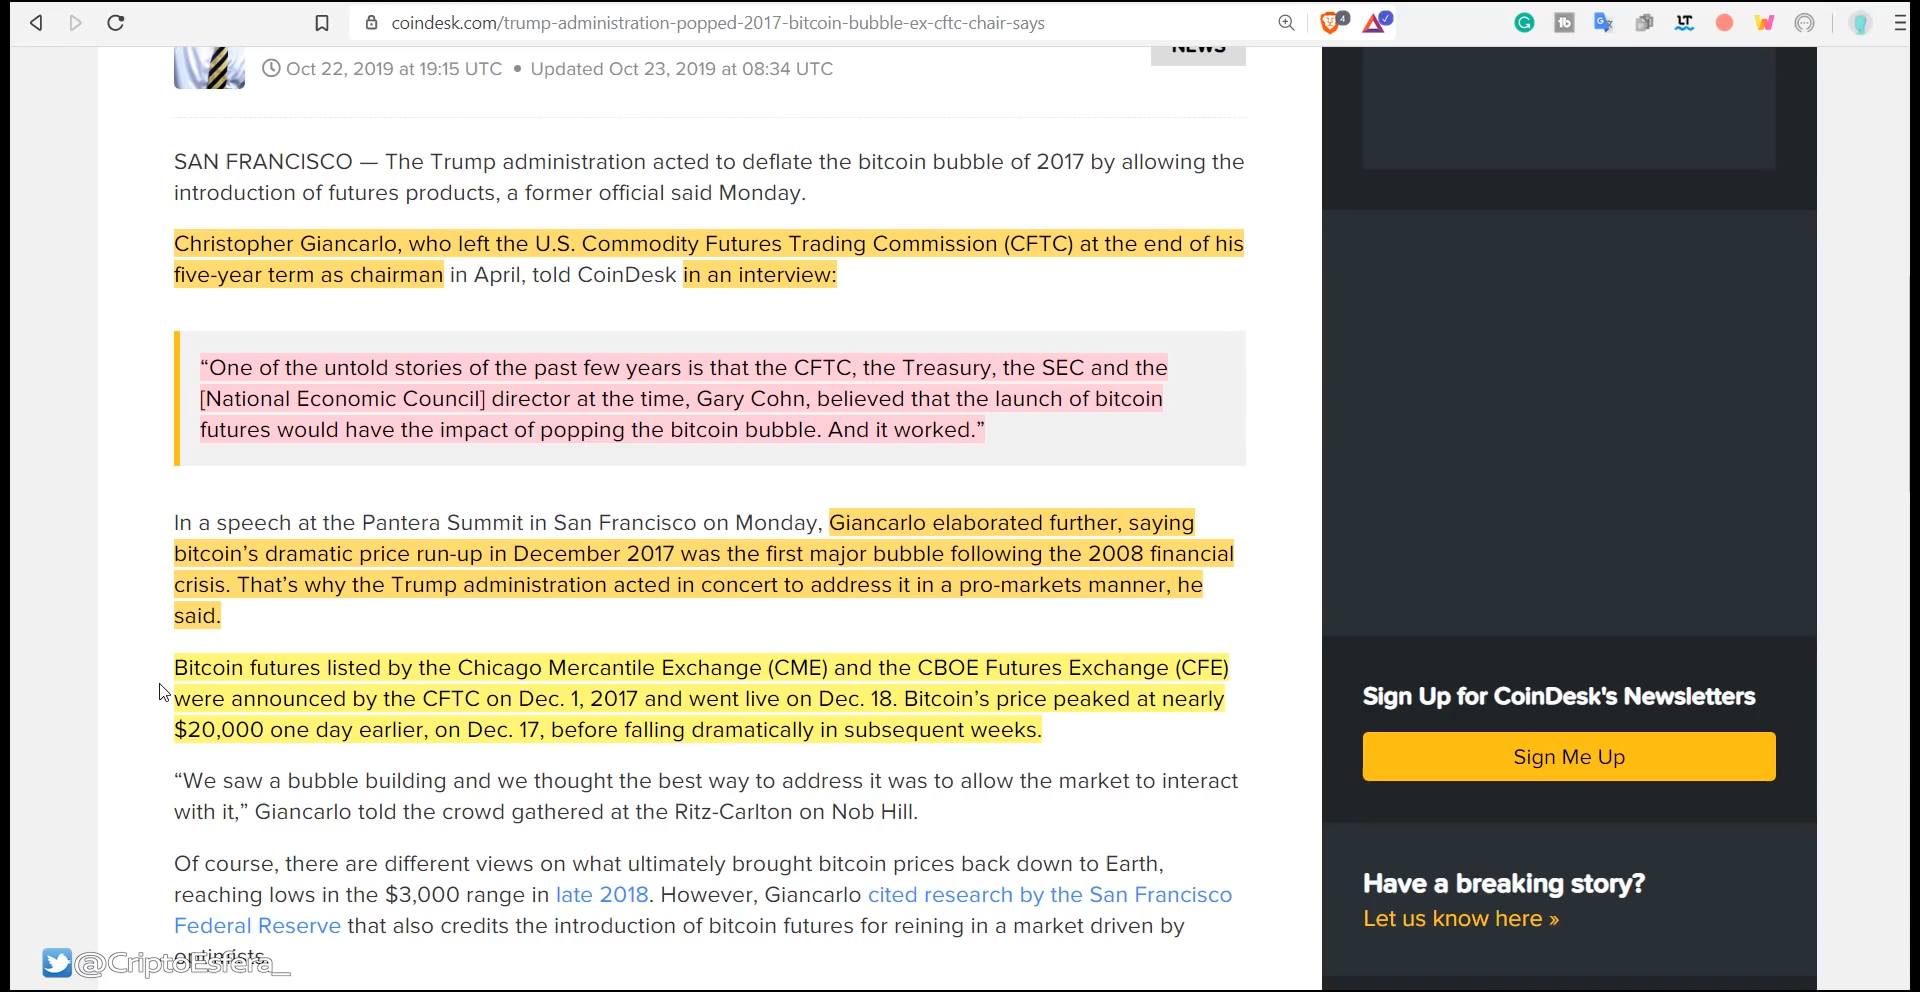 coindesk.com/trump-administration-popped-2017-bitcoin-bubble-ex-cftc-chair-says
4
NEWS
Oct 22, 2019 at 19:15 UTC • Updated Oct 23, 2019 at 08:34 UTC
SAN FRANCISCO — The Trump administration acted to deflate the bitcoin bubble of 2017 by allowing the
introduction of futures products, a former official said Monday.
Christopher Giancarlo, who left the U.S. Commodity Futures Trading Commission (CFTC) at the end of his
five-year term as chairman in April, told CoinDesk in an interview:
“One of the untold stories of the past few years is that the CFTC, the Treasury, the SEC and the
[National Economic Council] director at the time, Gary Cohn, believed that the launch of bitcoin
futures would have the impact of popping the bitcoin bubble. And it worked.”
In a speech at the Pantera Summit in San Francisco on Monday, Giancarlo elaborated further, saying
bitcoin’s dramatic price run-up in December 2017 was the first major bubble following the 2008 financial
crisis. That’s why the Trump administration acted in concert to address it in a pro-markets manner, he
said.
Bitcoin futures listed by the Chicago Mercantile Exchange (CME) and the CBOE Futures Exchange (CFE)
were announced by the CFTC on Dec. 1, 2017 and went live on Dec. 18. Bitcoin’s price peaked at nearly
$20,000 one day earlier, on Dec. 17, before falling dramatically in subsequent weeks.
“We saw a bubble building and we thought the best way to address it was to allow the market to interact
with it,” Giancarlo told the crowd gathered at the Ritz-Carlton on Nob Hill.
Of course, there are different views on what ultimately brought bitcoin prices back down to Earth,
reaching lows in the $3,000 range in late 2018. However, Giancarlo cited research by the San Francisco
Federal Reserve that also credits the introduction of bitcoin futures for reining in a market driven by
optimists.
@CriptoEsfera_
Sign Up for CoinDesk's Newsletters
Sign Me Up
Have a breaking story?
Let us know here »